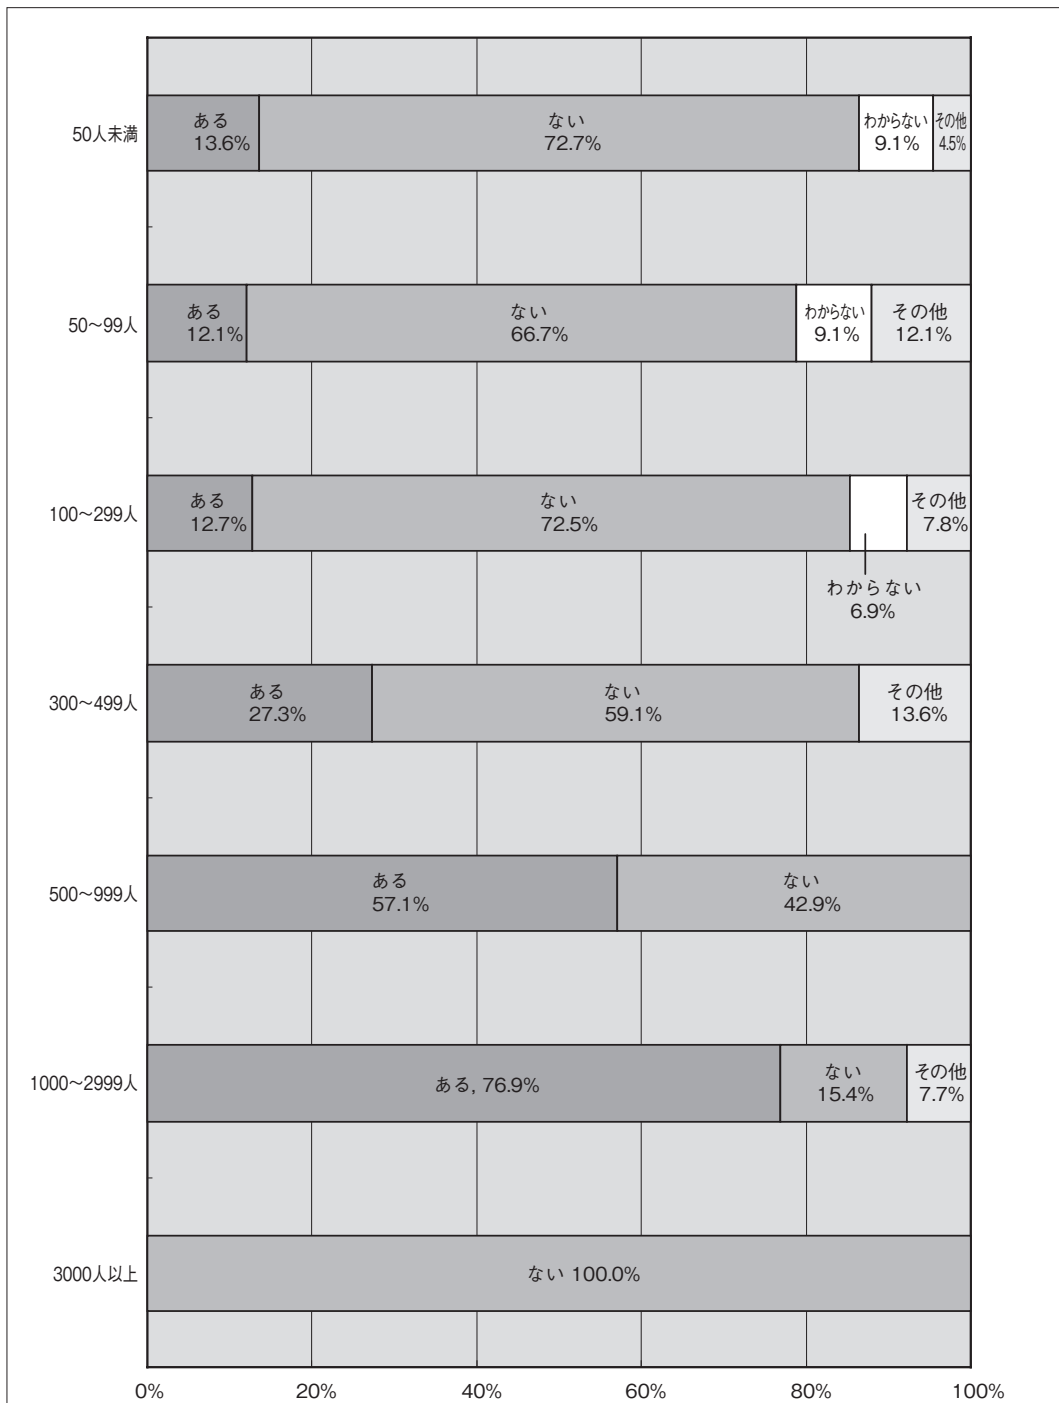 50人未満
ある
13.6%
ない
72.7%
わからない
9.1%
その他
4.5%
50〜99人
ある
12.1%
ない
66.7%
わからない
9.1%
その他
12.1%
100〜299人
ある
12.7%
ない
72.5%
その他
7.8%
わからない
6.9%
300〜499人
ある
27.3%
ない
59.1%
その他
13.6%
500〜999人
ある
57.1%
ない
42.9%
1000〜2999人
ある, 76.9%
ない
15.4%
その他
7.7%
3000人以上
ない 100.0%
0% 20% 40% 60% 80% 100%